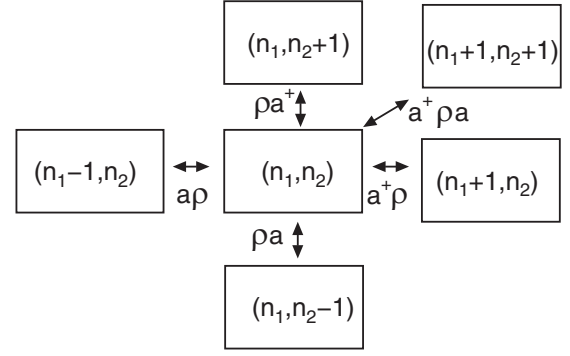 (n₁,n₂+1)
(n₁+1,n₂+1)
ρa⁺
a⁺ρa
(n₁−1,n₂)
(n₁,n₂)
(n₁+1,n₂)
aρ
a⁺ρ
ρa
(n₁,n₂−1)